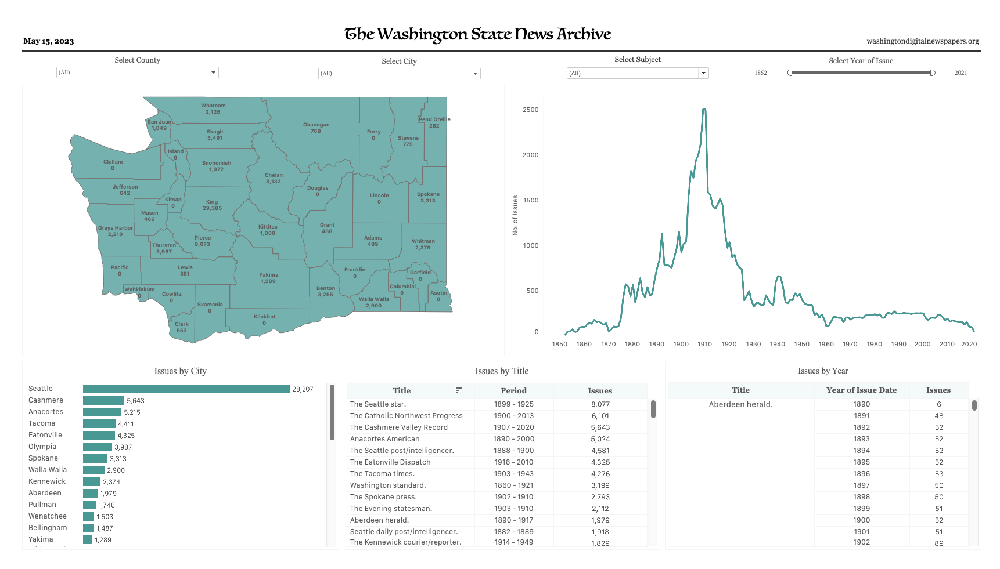 The Washington State News Archive
May 15, 2023
washingtondigitalnewspapers.org
Select County
(All)
Select City
(All)
Select Subject
(All)
Select Year of Issue
1852
2021
Whatcom
2,126
San Juan
1,049
Skagit
5,491
Okanogan
768
Ferry
0
Stevens
775
Pend Oreille
262
Clallam
0
Island
0
Snohomish
1,072
Chelan
8,132
Jefferson
642
Kitsap
0
King
29,385
Douglas
0
Lincoln
0
Spokane
3,313
Mason
466
Grays Harbor
2,210
Thurston
3,987
Pierce
9,073
Kittitas
1,000
Grant
488
Adams
489
Whitman
2,379
Pacific
0
Lewis
351
Yakima
1,289
Franklin
0
Garfield
0
Wahkiakum
0
Cowlitz
0
Skamania
0
Benton
3,255
Columbia
0
Asotin
0
Walla Walla
2,900
Clark
552
Klickitat
0
No. of Issues
2500
2000
1500
1000
500
0
1850 1860 1870 1880 1890 1900 1910 1920 1930 1940 1950 1960 1970 1980 1990 2000 2010 2020
Issues by City
Seattle 28,207
Cashmere 5,643
Anacortes 5,215
Tacoma 4,411
Eatonville 4,325
Olympia 3,987
Spokane 3,313
Walla Walla 2,900
Kennewick 2,374
Aberdeen 1,979
Pullman 1,746
Wenatchee 1,503
Bellingham 1,487
Yakima 1,289
Issues by Title
Title Period Issues
The Seattle star. 1899 - 1925 8,077
The Catholic Northwest Progress 1900 - 2013 6,101
The Cashmere Valley Record 1907 - 2020 5,643
Anacortes American 1890 - 2000 5,024
The Seattle post/intelligencer. 1888 - 1900 4,581
The Eatonville Dispatch 1916 - 2010 4,325
The Tacoma times. 1903 - 1943 4,276
Washington standard. 1860 - 1921 3,199
The Spokane press. 1902 - 1910 2,793
The Evening statesman. 1903 - 1910 2,112
Aberdeen herald. 1890 - 1917 1,979
Seattle daily post/intelligencer. 1882 - 1889 1,918
The Kennewick courier/reporter. 1914 - 1949 1,829
Issues by Year
Title Year of Issue Date Issues
Aberdeen herald. 1890 6
1891 48
1892 52
1893 52
1894 52
1895 52
1896 53
1897 50
1898 50
1899 51
1900 52
1901 51
1902 89